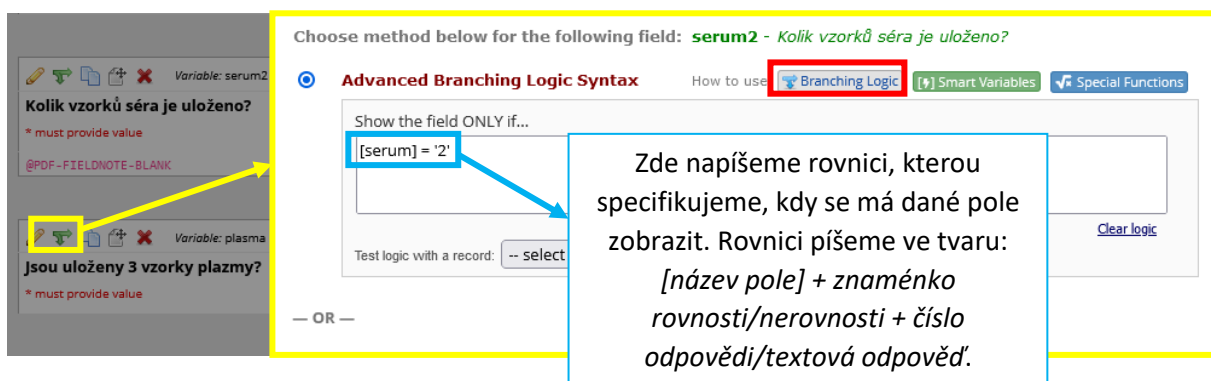 Choose method below for the following field: serum2 - Kolik vzorků séra je uloženo?
Advanced Branching Logic Syntax
How to use
Branching Logic
[⚡] Smart Variables
√x Special Functions
Show the field ONLY if...
[serum] = '2'
Clear logic
Test logic with a record: -- select
— OR —
Zde napíšeme rovnici, kterou
specifikujeme, kdy se má dané pole
zobrazit. Rovnici píšeme ve tvaru:
[název pole] + znaménko
rovnosti/nerovnosti + číslo
odpovědi/textová odpověď.
Variable: serum2
Kolik vzorků séra je uloženo?
* must provide value
@PDF-FIELDNOTE-BLANK
Variable: plasma
Jsou uloženy 3 vzorky plazmy?
* must provide value